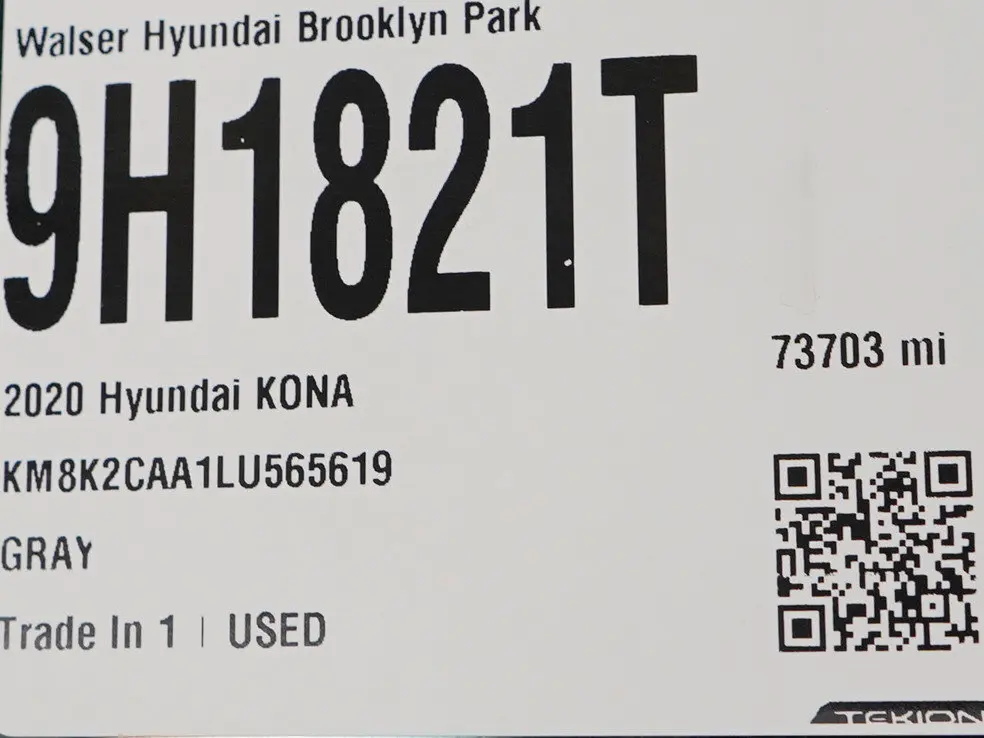 Walser Hyundai Brooklyn Park
9H1821T
73703 mi
2020 Hyundai KONA
KM8K2CAA1LU565619
GRAY
Trade In 1 | USED
TEKION